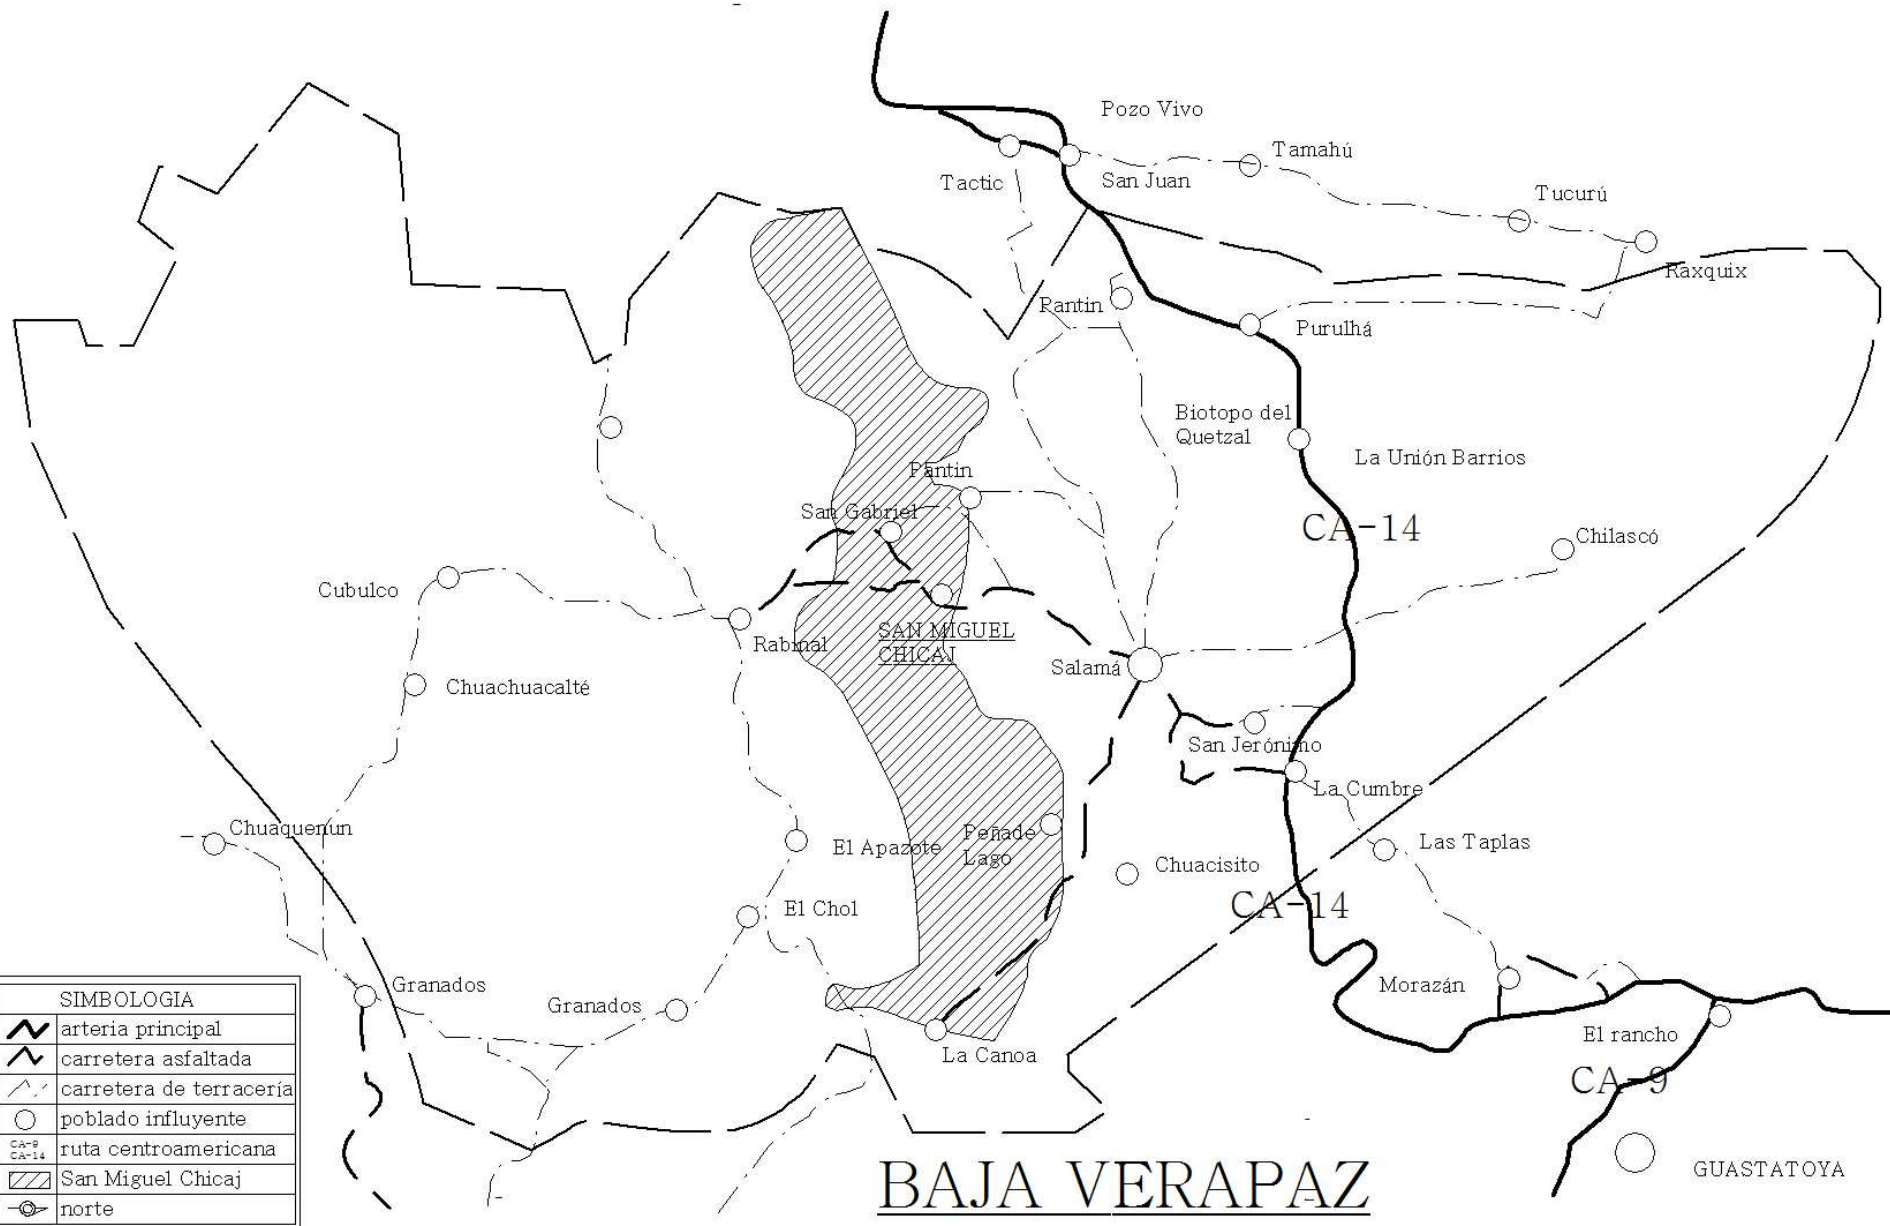 Pozo Vivo
Tamahú
Tactic
San Juan
Tucurú
Raxquix
Pantin
Purulhá
Biotopo del
Quetzal
La Unión Barrios
Pantin
San Gabriel
CA-14
Chilascó
Cubulco
Rabinal
SAN MIGUEL
CHICAJ
Salamá
Chuachuacalté
San Jerónimo
La Cumbre
Chuaquenun
El Apazote
Peñade
Lago
Chuacisito
Las Taplas
El Chol
CA-14
Granados
Granados
Morazán
La Canoa
El rancho
CA-9
GUASTATOYA
BAJA VERAPAZ
SIMBOLOGIA
arteria principal
carretera asfaltada
carretera de terracería
poblado influyente
CA-9
CA-14
ruta centroamericana
San Miguel Chicaj
norte